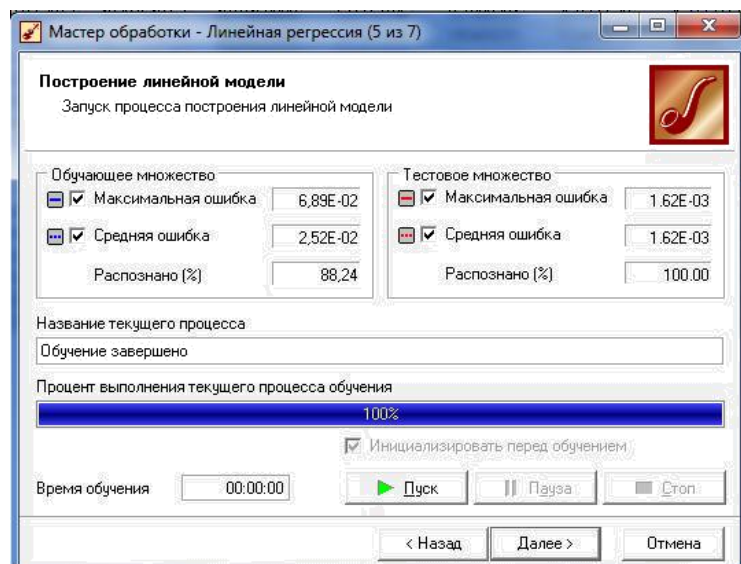 Мастер обработки - Линейная регрессия (5 из 7)
Построение линейной модели
Запуск процесса построения линейной модели
Обучающее множество
Максимальная ошибка 6,89E-02
Средняя ошибка 2,52E-02
Распознано (%) 88,24
Тестовое множество
Максимальная ошибка 1.62E-03
Средняя ошибка 1.62E-03
Распознано (%) 100.00
Название текущего процесса
Обучение завершено
Процент выполнения текущего процесса обучения
100%
Инициализировать перед обучением
Время обучения 00:00:00 Пуск Пауза Стоп
< Назад Далее > Отмена